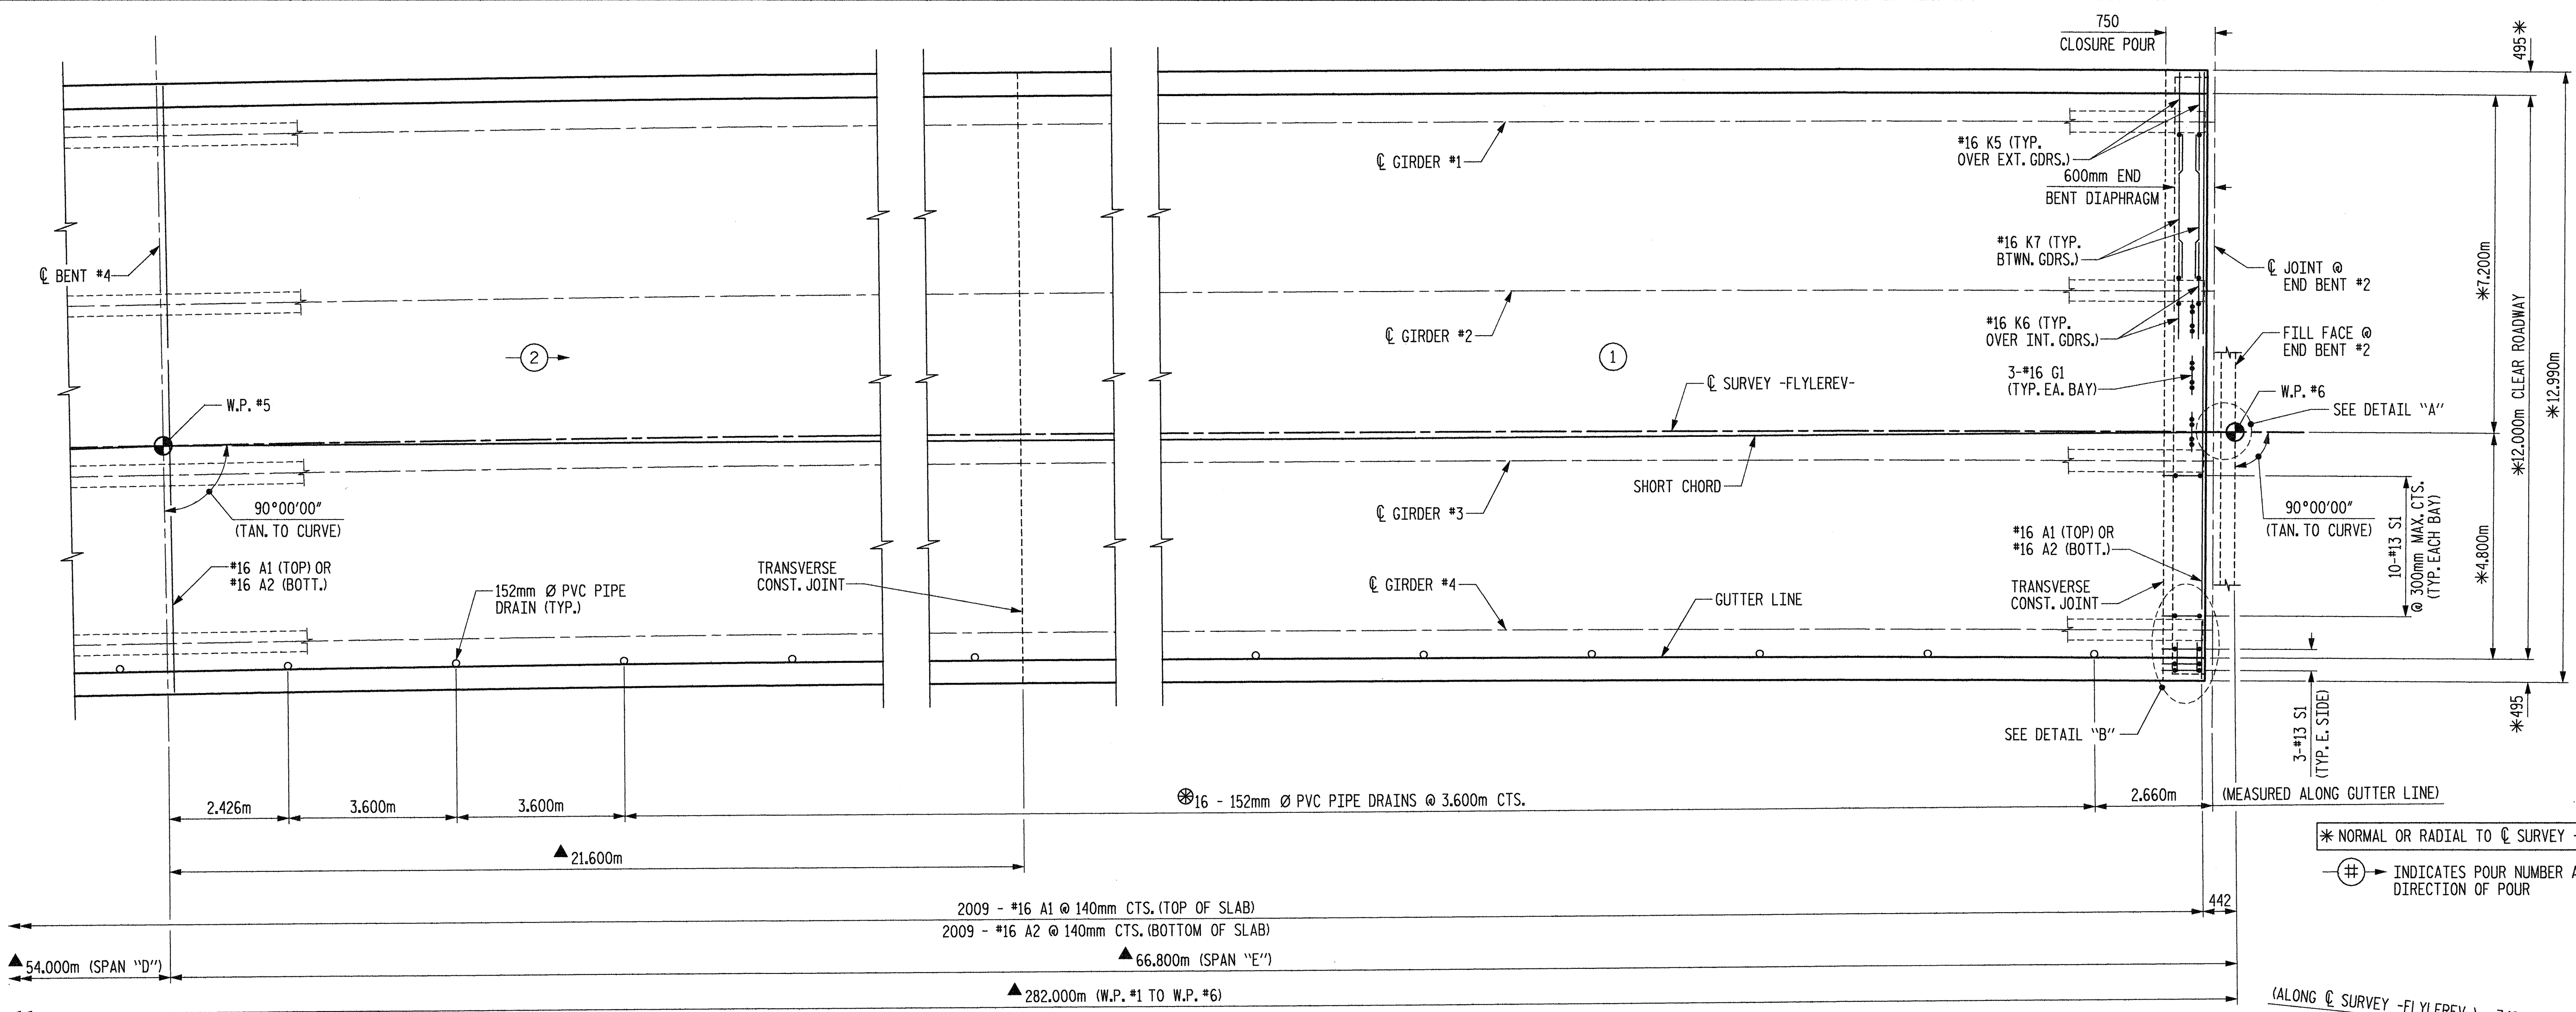 750
CLOSURE POUR
495*
#16 K5 (TYP.
OVER EXT. GDRS.)
℄ GIRDER #1
600mm END
BENT DIAPHRAGM
#16 K7 (TYP.
BTWN. GDRS.)
℄ BENT #4
℄ JOINT @
END BENT #2
*7.200m
*12.000m CLEAR ROADWAY
*12.990m
℄ GIRDER #2
#16 K6 (TYP.
OVER INT. GDRS.)
FILL FACE @
END BENT #2
2
1
3-#16 G1
(TYP. EA. BAY)
℄ SURVEY -FLYLEREV-
W.P. #6
W.P. #5
SEE DETAIL "A"
SHORT CHORD
90°00'00"
(TAN. TO CURVE)
℄ GIRDER #3
90°00'00"
(TAN. TO CURVE)
10-#13 S1
@ 300mm MAX. CTS.
(TYP. EACH BAY)
*4.800m
#16 A1 (TOP) OR
#16 A2 (BOTT.)
#16 A1 (TOP) OR
#16 A2 (BOTT.)
152mm Ø PVC PIPE
DRAIN (TYP.)
TRANSVERSE
CONST. JOINT
℄ GIRDER #4
GUTTER LINE
TRANSVERSE
CONST. JOINT
SEE DETAIL "B"
3-#13 S1
(TYP. E. SIDE)
*495
2.426m
3.600m
3.600m
⊛16 - 152mm Ø PVC PIPE DRAINS @ 3.600m CTS.
2.660m
(MEASURED ALONG GUTTER LINE)
* NORMAL OR RADIAL TO ℄ SURVEY -
▲21.600m
# INDICATES POUR NUMBER A
DIRECTION OF POUR
2009 - #16 A1 @ 140mm CTS. (TOP OF SLAB)
442
2009 - #16 A2 @ 140mm CTS. (BOTTOM OF SLAB)
▲54.000m (SPAN "D")
▲66.800m (SPAN "E")
▲282.000m (W.P. #1 TO W.P. #6)
(ALONG ℄ SURVEY -FLYLEREV-)